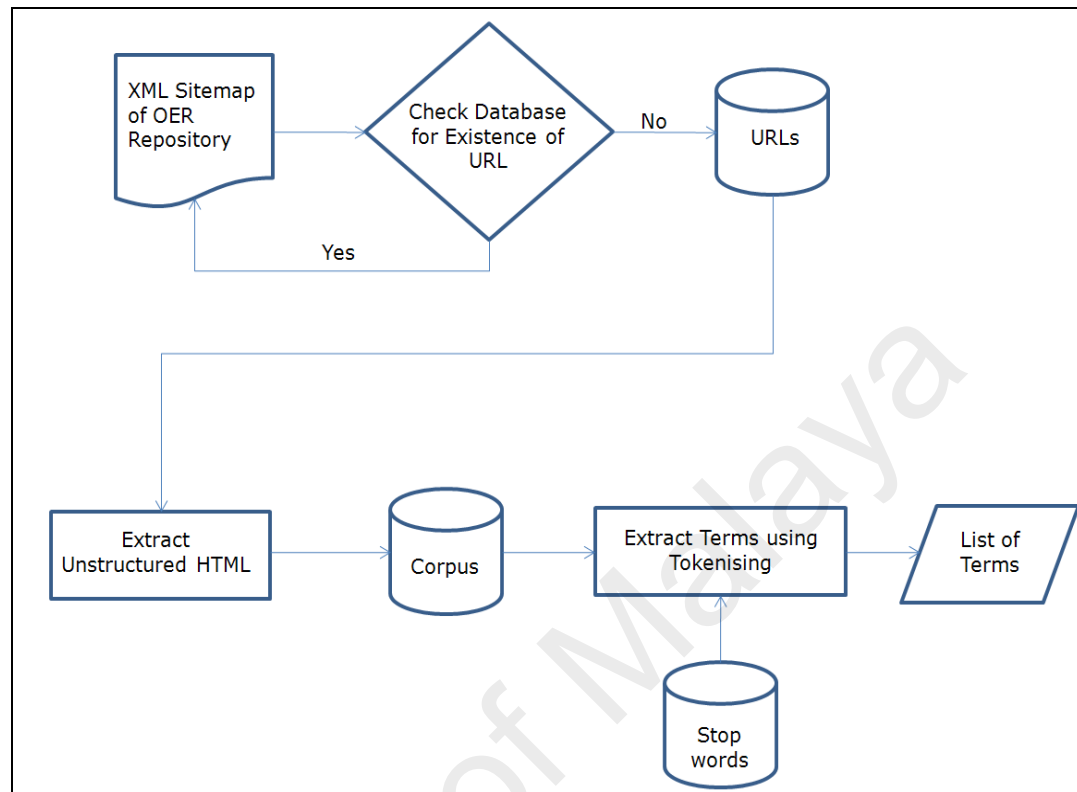 XML Sitemap
of OER
Repository
Check Database
for Existence of
URL
No
URLs
Yes
Extract
Unstructured HTML
Corpus
Extract Terms using
Tokenising
List of
Terms
Stop
words
of Malaya